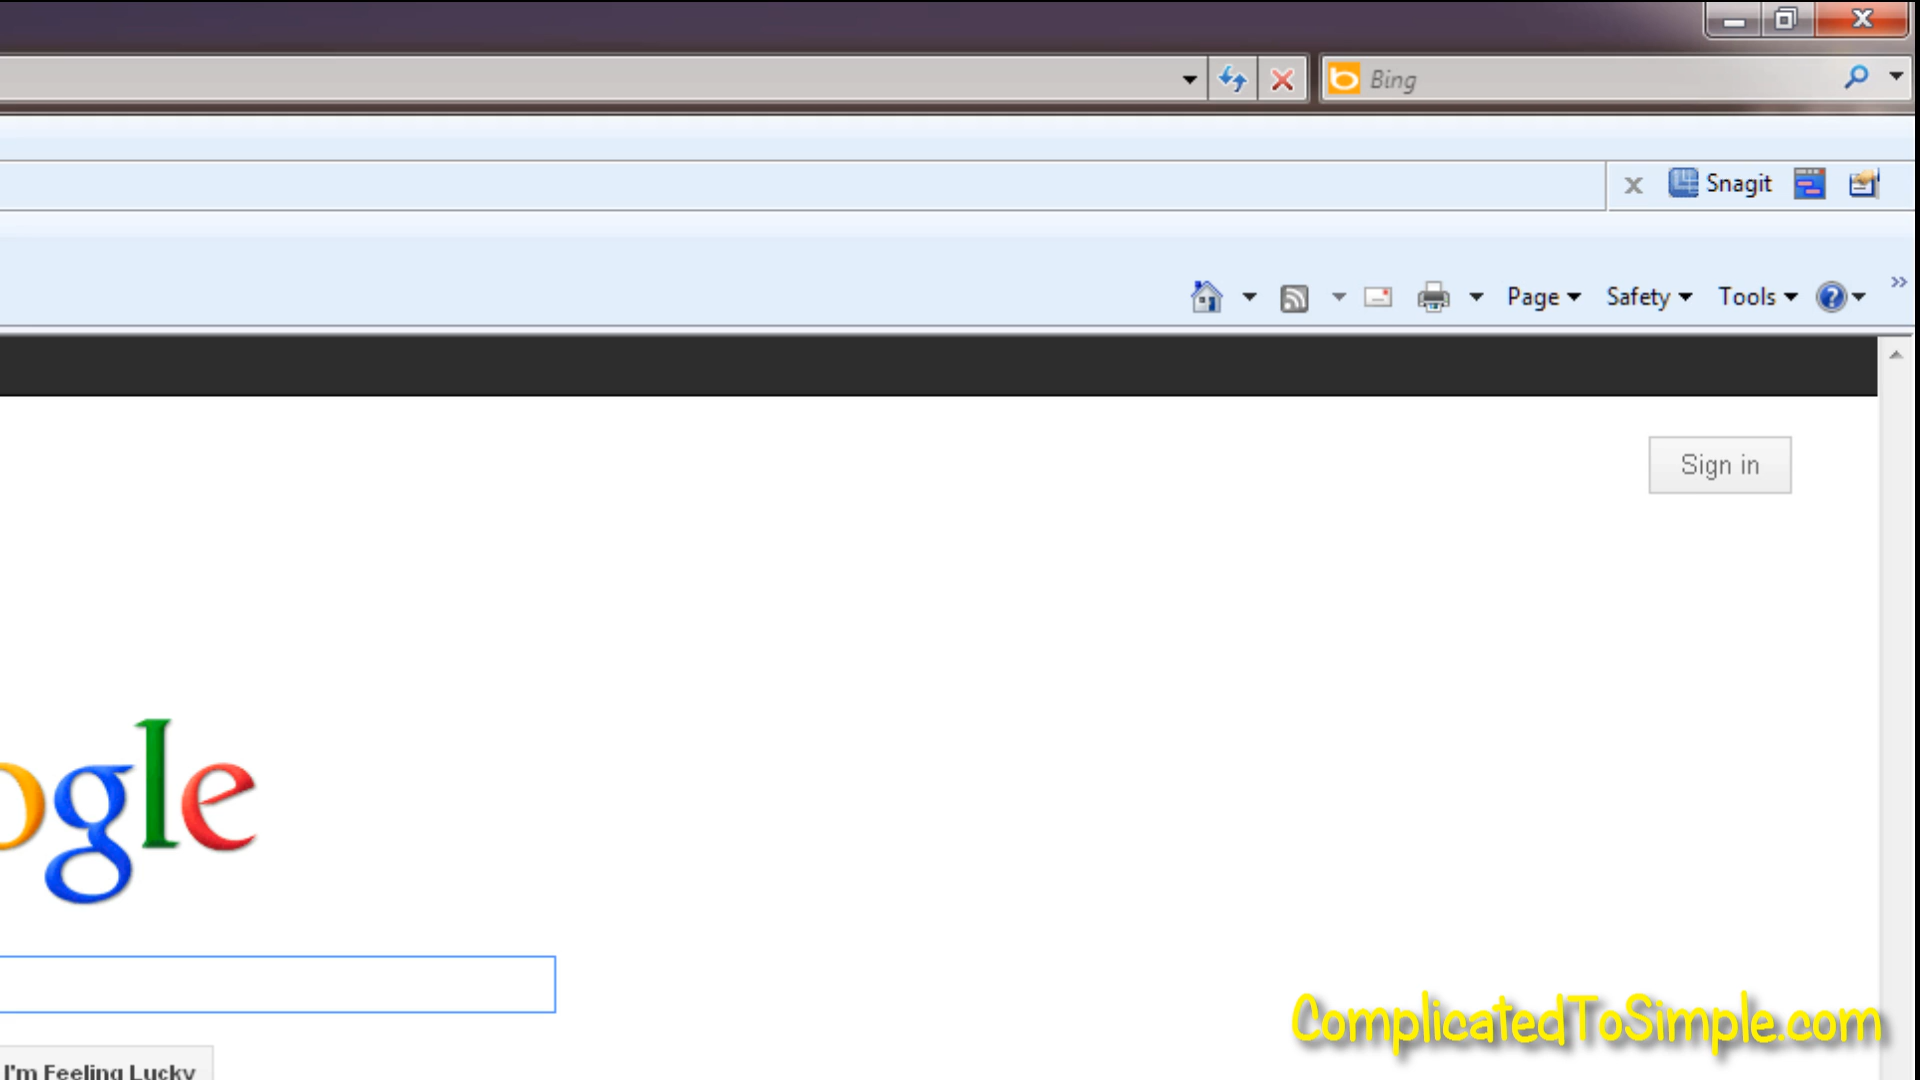 Bing
Snagit
Page
Safety
Tools
Sign in
ogle
I'm Feeling Lucky
ComplicatedToSimple.com